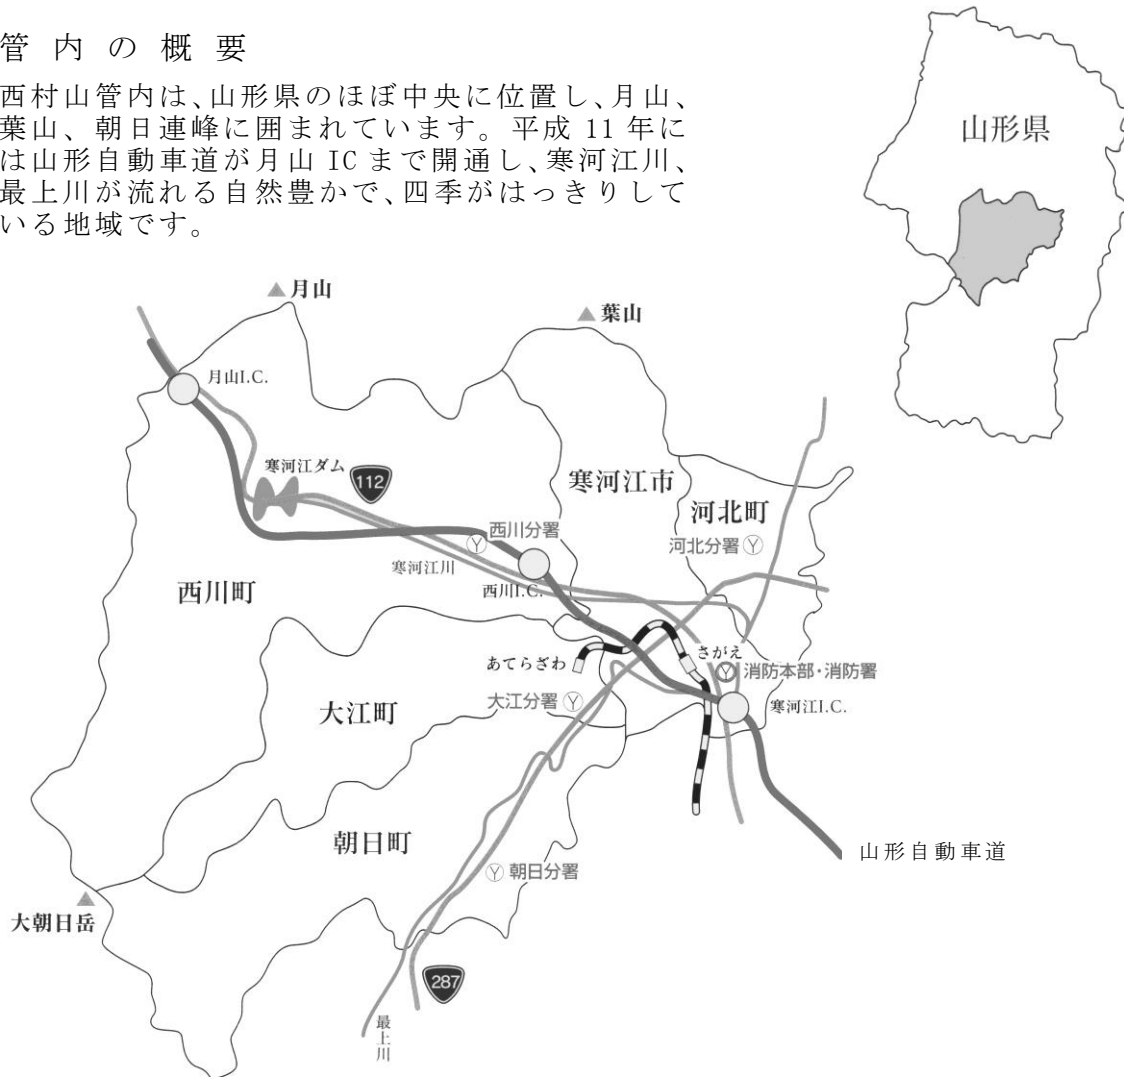 管内の概要
西村山管内は、山形県のほぼ中央に位置し、月山、
葉山、朝日連峰に囲まれています。平成 11 年に
は山形自動車道が月山 IC まで開通し、寒河江川、
最上川が流れる自然豊かで、四季がはっきりして
いる地域です。
山形県
月山
葉山
月山I.C.
寒河江ダム
112
寒河江市
河北町
西川分署
河北分署
寒河江川
西川I.C.
西川町
あてらざわ
さがえ
消防本部・消防署
大江分署
寒河江I.C.
大江町
朝日町
山形自動車道
朝日分署
大朝日岳
287
最上川